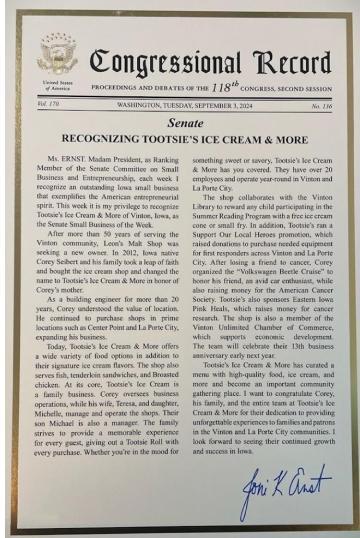 United States
of America
Congressional Record
PROCEEDINGS AND DEBATES OF THE 118th CONGRESS, SECOND SESSION
Vol. 170
WASHINGTON, TUESDAY, SEPTEMBER 3, 2024
No. 136
Senate
RECOGNIZING TOOTSIE'S ICE CREAM & MORE
Ms. ERNST. Madam President, as Ranking
Member of the Senate Committee on Small
Business and Entrepreneurship, each week I
recognize an outstanding Iowa small business
that exemplifies the American entrepreneurial
spirit. This week it is my privilege to recognize
Tootsie's Ice Cream & More of Vinton, Iowa, as
the Senate Small Business of the Week.
After more than 50 years of serving the
Vinton community, Leon's Malt Shop was
seeking a new owner. In 2012, Iowa native
Corey Seibert and his family took a leap of faith
and bought the ice cream shop and changed the
name to Tootsie's Ice Cream & More in honor of
Corey's mother.
As a building engineer for more than 20
years, Corey understood the value of location.
He continued to purchase shops in prime
locations such as Center Point and La Porte City,
expanding his business.
Today, Tootsie's Ice Cream & More offers
a wide variety of food options in addition to
their signature ice cream flavors. The shop also
serves fish, tenderloin sandwiches, and Broasted
chicken. At its core, Tootsie's Ice Cream is
a family business. Corey oversees business
operations, while his wife, Teresa, and daughter,
Michelle, manage and operate the shops. Their
son Michael is also a manager. The family
strives to provide a memorable experience
for every guest, giving out a Tootsie Roll with
every purchase. Whether you're in the mood for
something sweet or savory, Tootsie's Ice Cream
& More has you covered. They have over 20
employees and operate year-round in Vinton and
La Porte City.
The shop collaborates with the Vinton
Library to reward any child participating in the
Summer Reading Program with a free ice cream
cone or small fry. In addition, Tootsie's ran a
Support Our Local Heroes promotion, which
raised donations to purchase needed equipment
for first responders across Vinton and La Porte
City. After losing a friend to cancer, Corey
organized the "Volkswagen Beetle Cruise" to
honor his friend, an avid car enthusiast, while
also raising money for the American Cancer
Society. Tootsie's also sponsors Eastern Iowa
Pink Heals, which raises money for cancer
research. The shop is also a member of the
Vinton Unlimited Chamber of Commerce,
which supports economic development.
The team will celebrate their 13th business
anniversary early next year.
Tootsie's Ice Cream & More has curated a
menu with high-quality food, ice cream, and
more and become an important community
gathering place. I want to congratulate Corey,
his family, and the entire team at Tootsie's Ice
Cream & More for their dedication to providing
unforgettable experiences to families and patrons
in the Vinton and La Porte City communities. I
look forward to seeing their continued growth
and success in Iowa.
Joni K Ernst